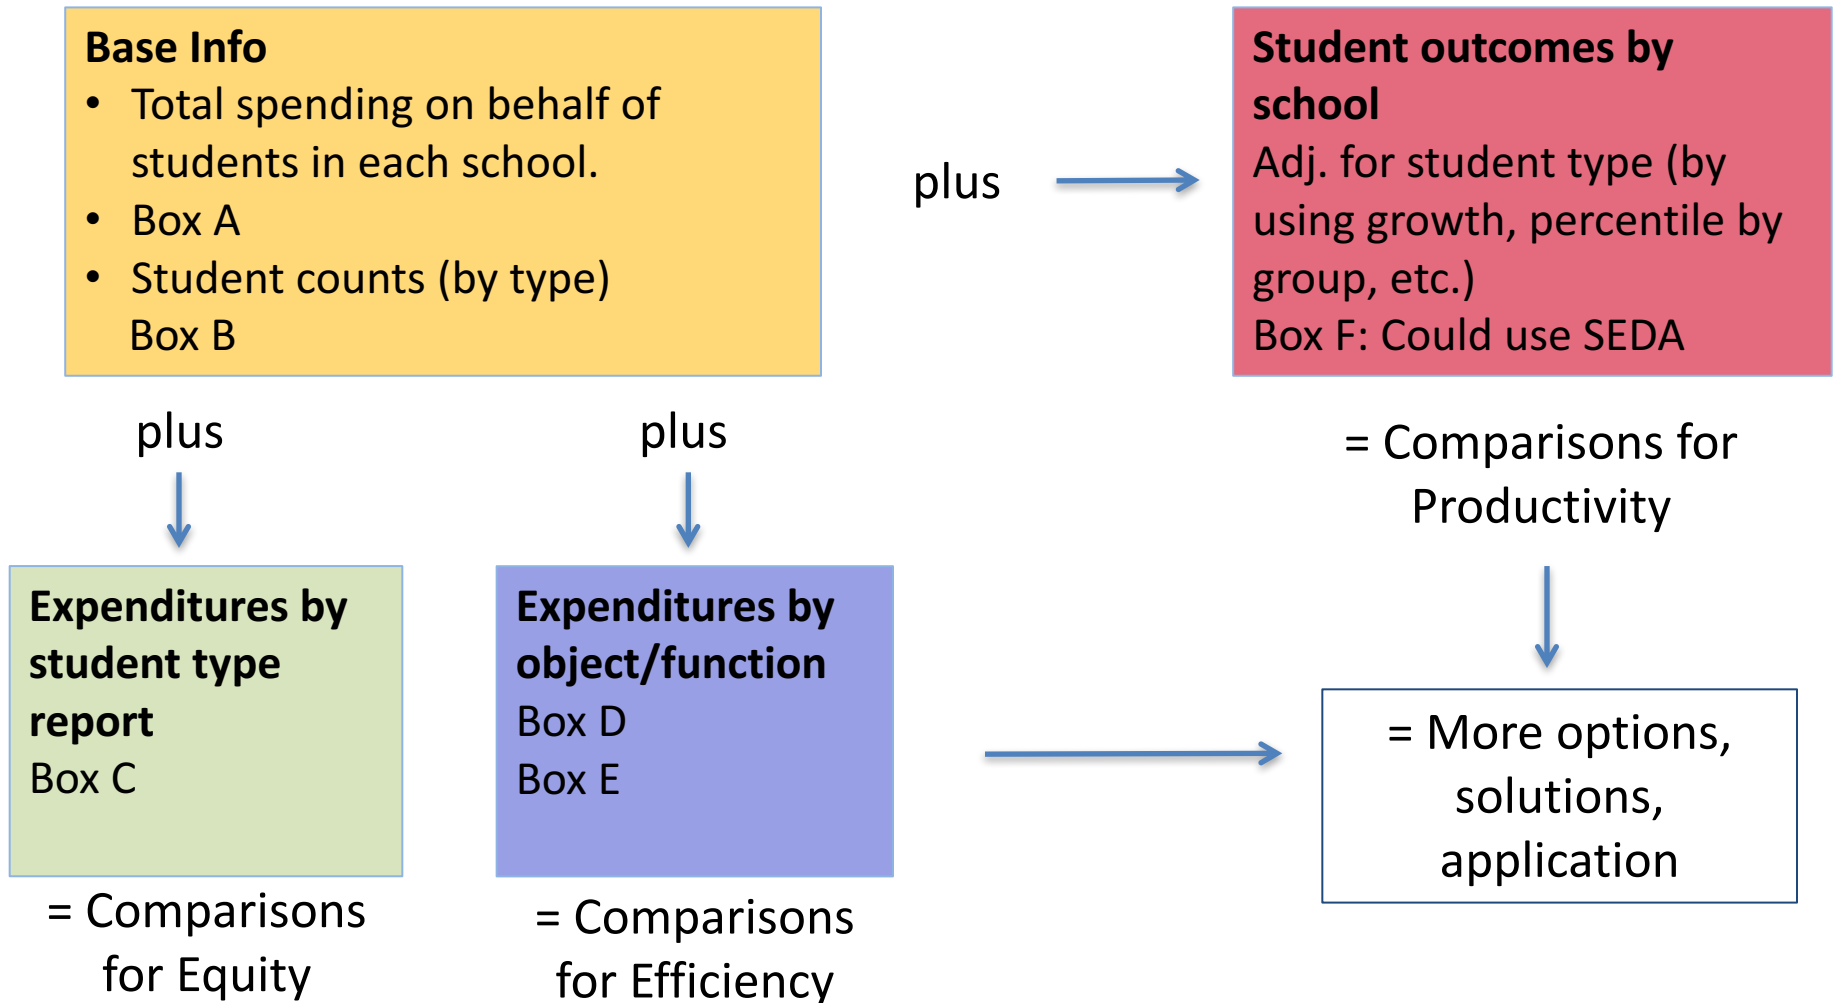 Base Info
• Total spending on behalf of
students in each school.
• Box A
• Student counts (by type)
Box B
plus
Student outcomes by
school
Adj. for student type (by
using growth, percentile by
group, etc.)
Box F: Could use SEDA
plus
plus
= Comparisons for
Productivity
Expenditures by
student type
report
Box C
Expenditures by
object/function
Box D
Box E
= More options,
solutions,
application
= Comparisons
for Equity
= Comparisons
for Efficiency